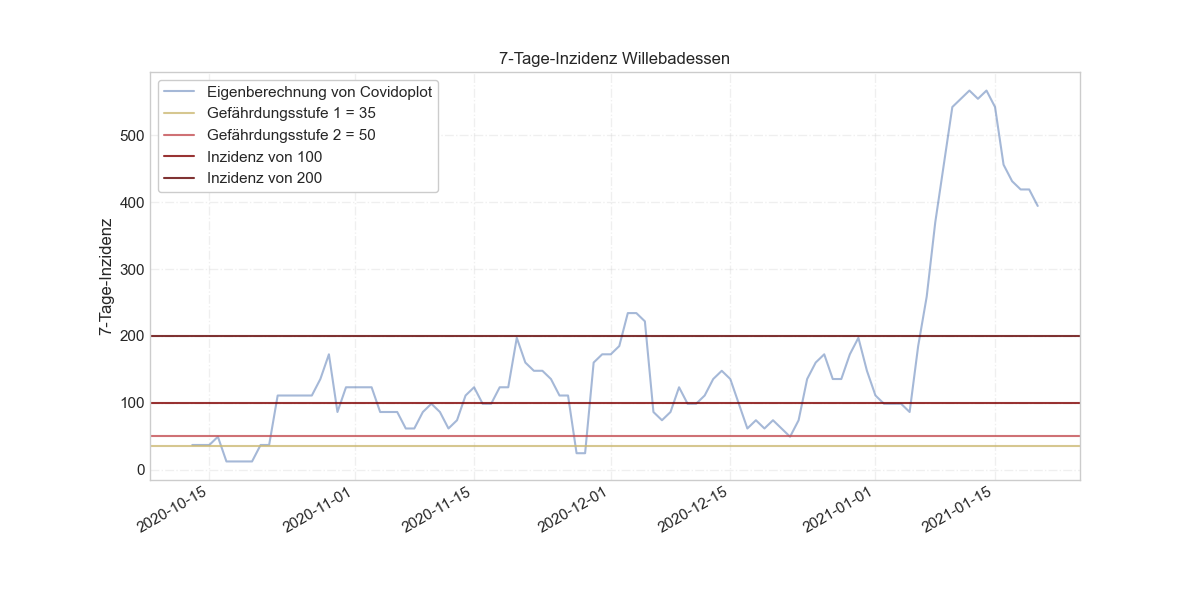 7-Tage-Inzidenz Willebadessen
Eigenberechnung von Covidoplot
Gefährdungsstufe 1 = 35
Gefährdungsstufe 2 = 50
Inzidenz von 100
Inzidenz von 200
7-Tage-Inzidenz
500
400
300
200
100
0
2020-10-15
2020-11-01
2020-11-15
2020-12-01
2020-12-15
2021-01-01
2021-01-15